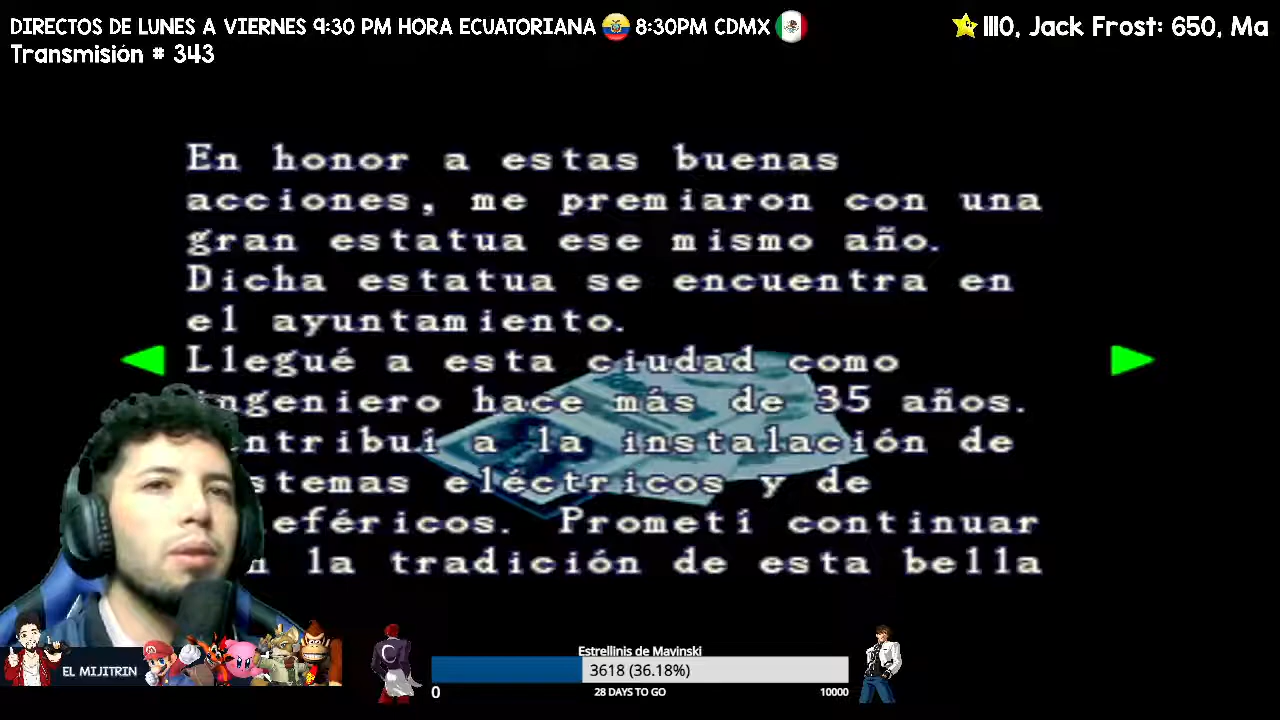 DIRECTOS DE LUNES A VIERNES 9:30 PM HORA ECUATORIANA 8:30PM CDMX
1110, Jack Frost: 650, Ma
Transmisión # 343
En honor a estas buenas
acciones, me premiaron con una
gran estatua ese mismo año.
Dicha estatua se encuentra en
el ayuntamiento.
Llegué a esta ciudad como
ingeniero hace más de 35 años.
ntribuí a la instalación de
stemas eléctricos y de
eféricos. Prometí continuar
la tradición de esta bella
EL MIJITRIN
Estrellinis de Mavinski
3618 (36.18%)
0 28 DAYS TO GO 10000